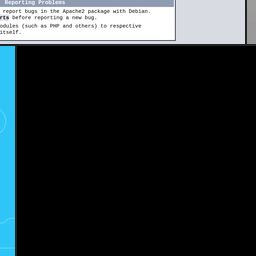 Reporting Problems
report bugs in the Apache2 package with Debian.
rts before reporting a new bug.
odules (such as PHP and others) to respective
itself.